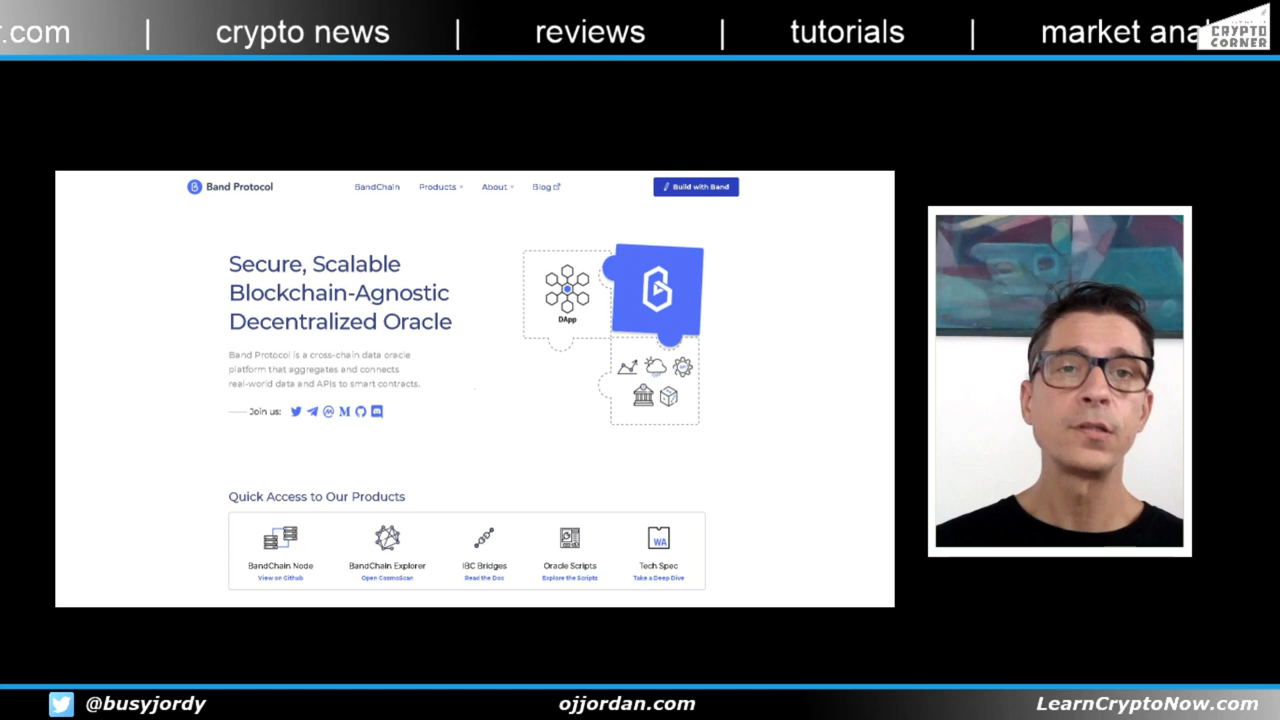 r.com | crypto news | reviews | tutorials | market ana
CRYPTO
CORNER
Band Protocol
BandChain Products About Blog Build with Band
Secure, Scalable
Blockchain-Agnostic
Decentralized Oracle
Band Protocol is a cross-chain data oracle
platform that aggregates and connects
real-world data and APIs to smart contracts.
Join us:
DApp
Quick Access to Our Products
BandChain Node
View on Github
BandChain Explorer
Open CosmoScan
IBC Bridges
Read the Doc
Oracle Scripts
Explore the Scripts
WA
Tech Spec
Take a Deep Dive
@busyjordy
ojjordan.com
LearnCryptoNow.com